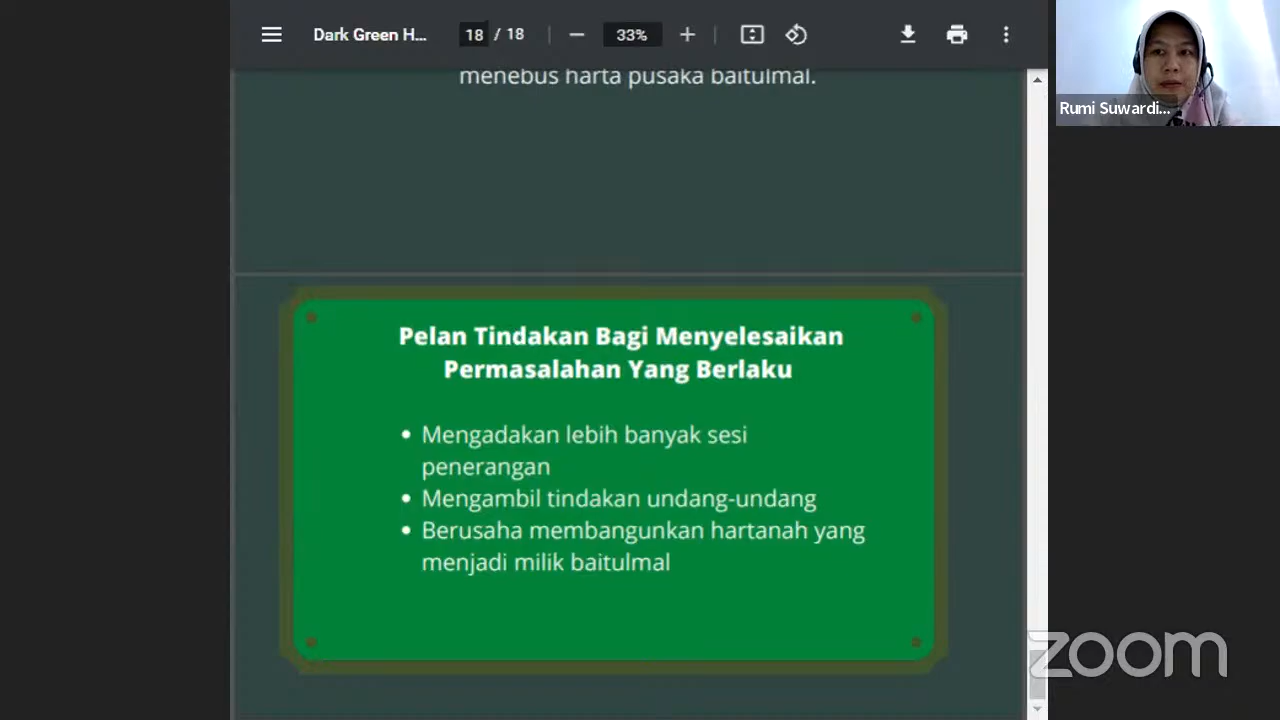 Dark Green H...
18 / 18
33%
menebus harta pusaka baitulmal.
Rumi Suwardi...
Pelan Tindakan Bagi Menyelesaikan
Permasalahan Yang Berlaku
• Mengadakan lebih banyak sesi
penerangan
• Mengambil tindakan undang-undang
• Berusaha membangunkan hartanah yang
menjadi milik baitulmal
zoom